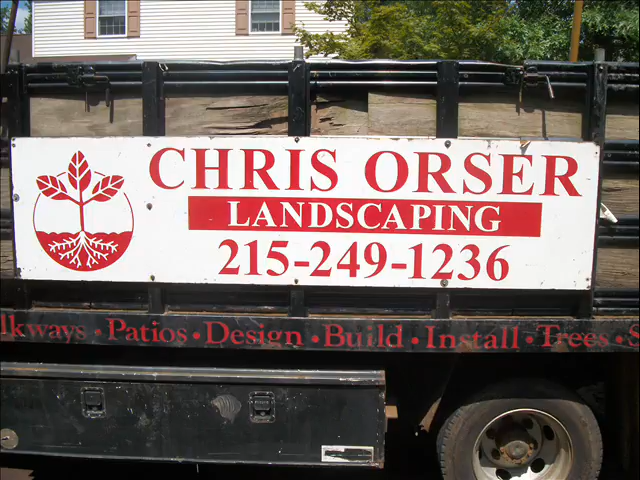 CHRIS ORSER
LANDSCAPING
215-249-1236
lkways • Patios • Design • Build • Install • Trees • S